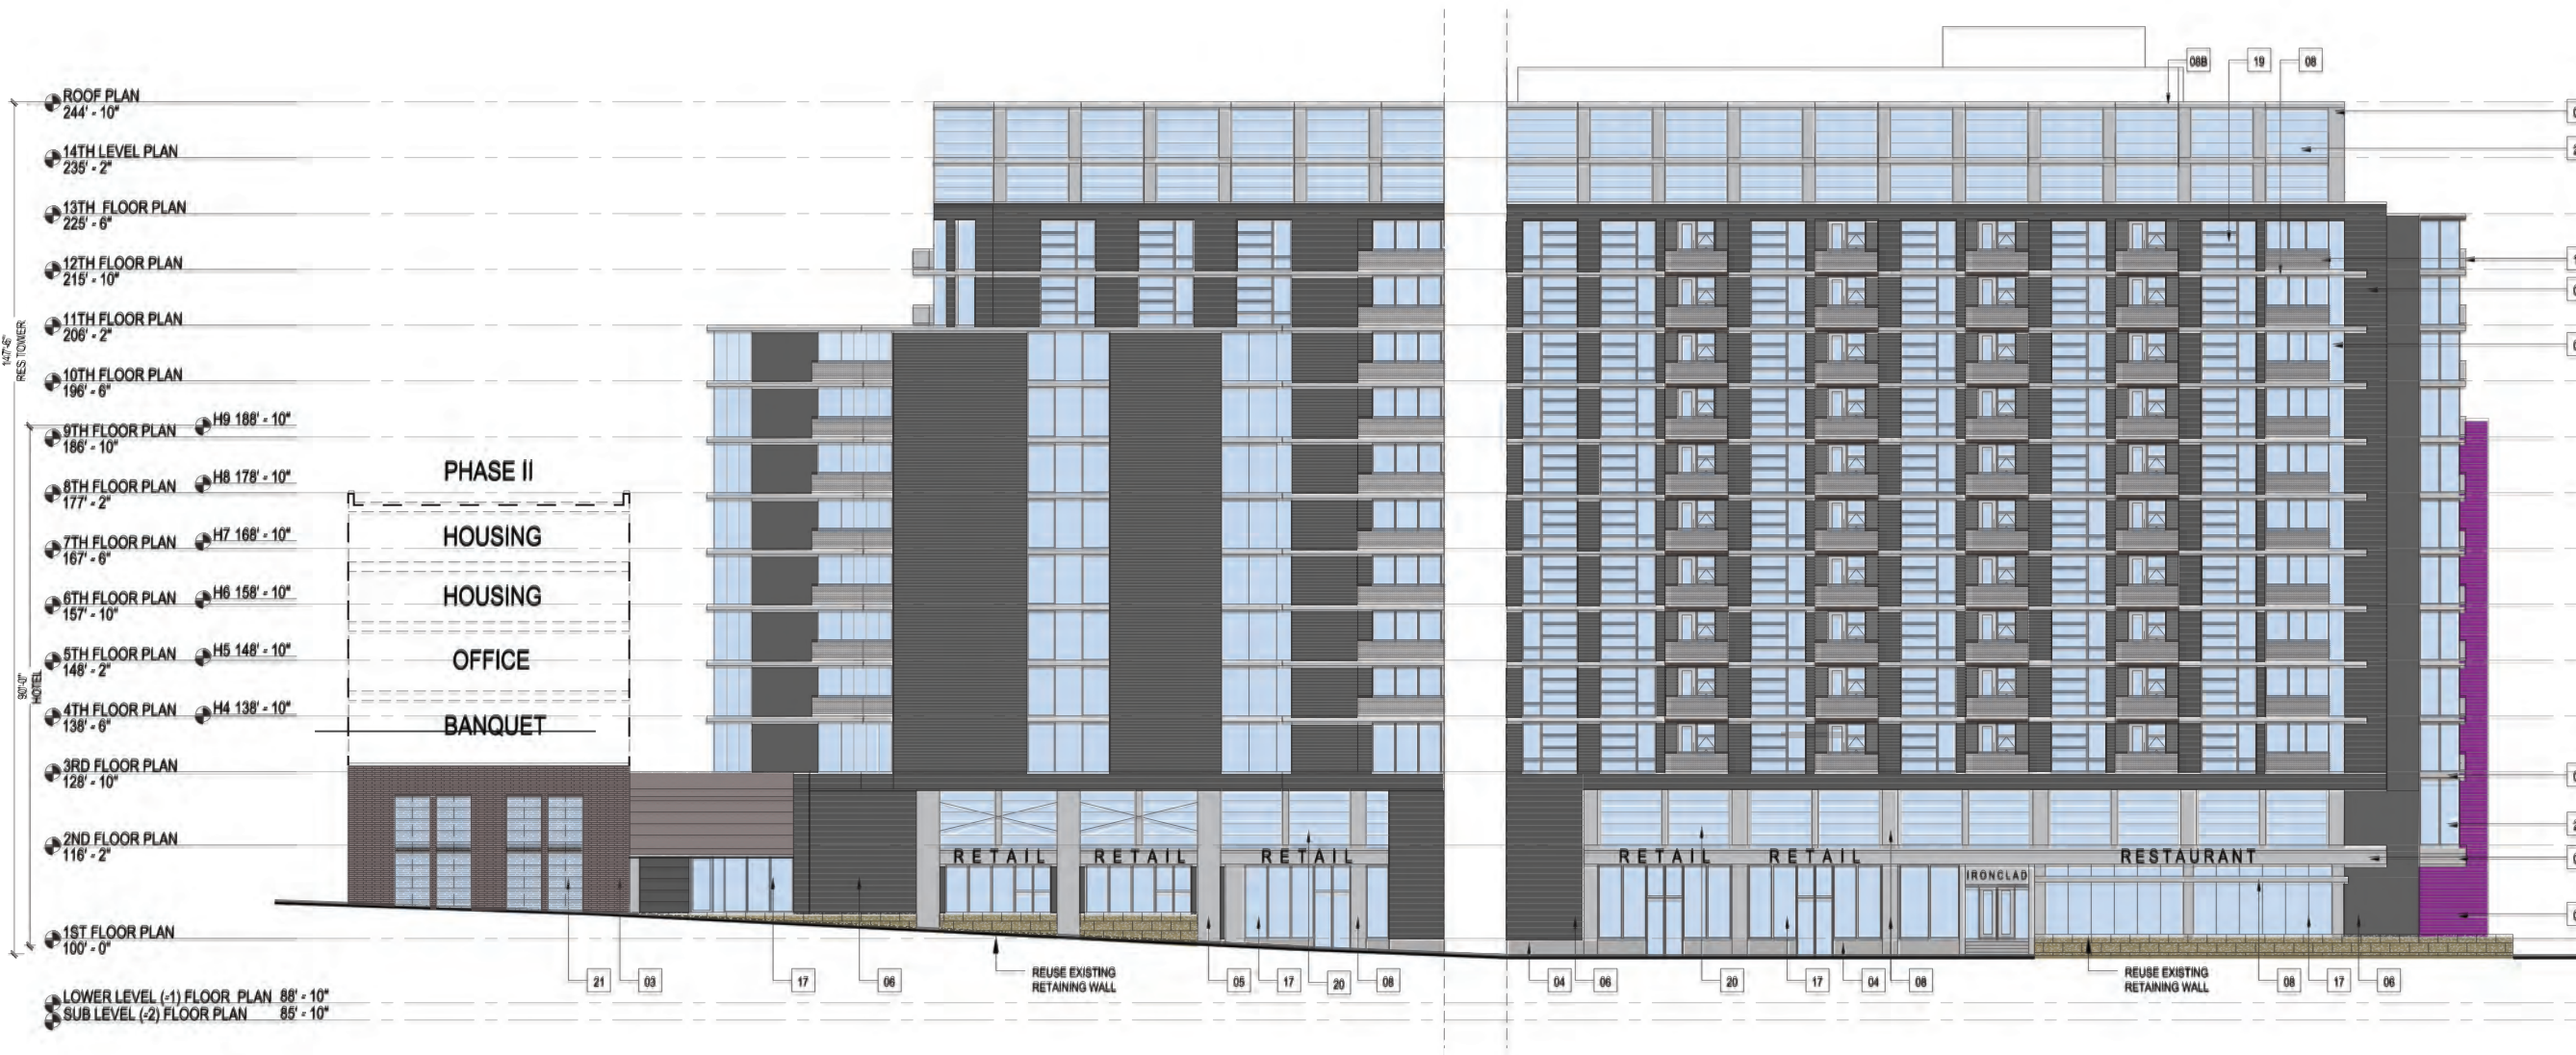 08B
19
08
ROOF PLAN
244' - 10"
14TH LEVEL PLAN
235' - 2"
13TH FLOOR PLAN
225' - 6"
12TH FLOOR PLAN
215' - 10"
11TH FLOOR PLAN
206' - 2"
147'-6"
RES TOWER
10TH FLOOR PLAN
196' - 6"
H9 188' - 10"
9TH FLOOR PLAN
186' - 10"
PHASE II
H8 178' - 10"
8TH FLOOR PLAN
177' - 2"
HOUSING
H7 168' - 10"
7TH FLOOR PLAN
167' - 6"
HOUSING
H6 158' - 10"
6TH FLOOR PLAN
157' - 10"
OFFICE
H5 148' - 10"
5TH FLOOR PLAN
148' - 2"
90'-0"
HOTEL
H4 138' - 10"
4TH FLOOR PLAN
138' - 6"
BANQUET
3RD FLOOR PLAN
128' - 10"
2ND FLOOR PLAN
116' - 2"
RETAIL RETAIL RETAIL RETAIL RETAIL RESTAURANT
IRONCLAD
1ST FLOOR PLAN
100' - 0"
21 03 17 06
REUSE EXISTING
RETAINING WALL
05 17 20 08 04 06 20 17 04 08
REUSE EXISTING
RETAINING WALL
08 17 06
LOWER LEVEL (-1) FLOOR PLAN 88' - 10"
SUB LEVEL (-2) FLOOR PLAN 85' - 10"